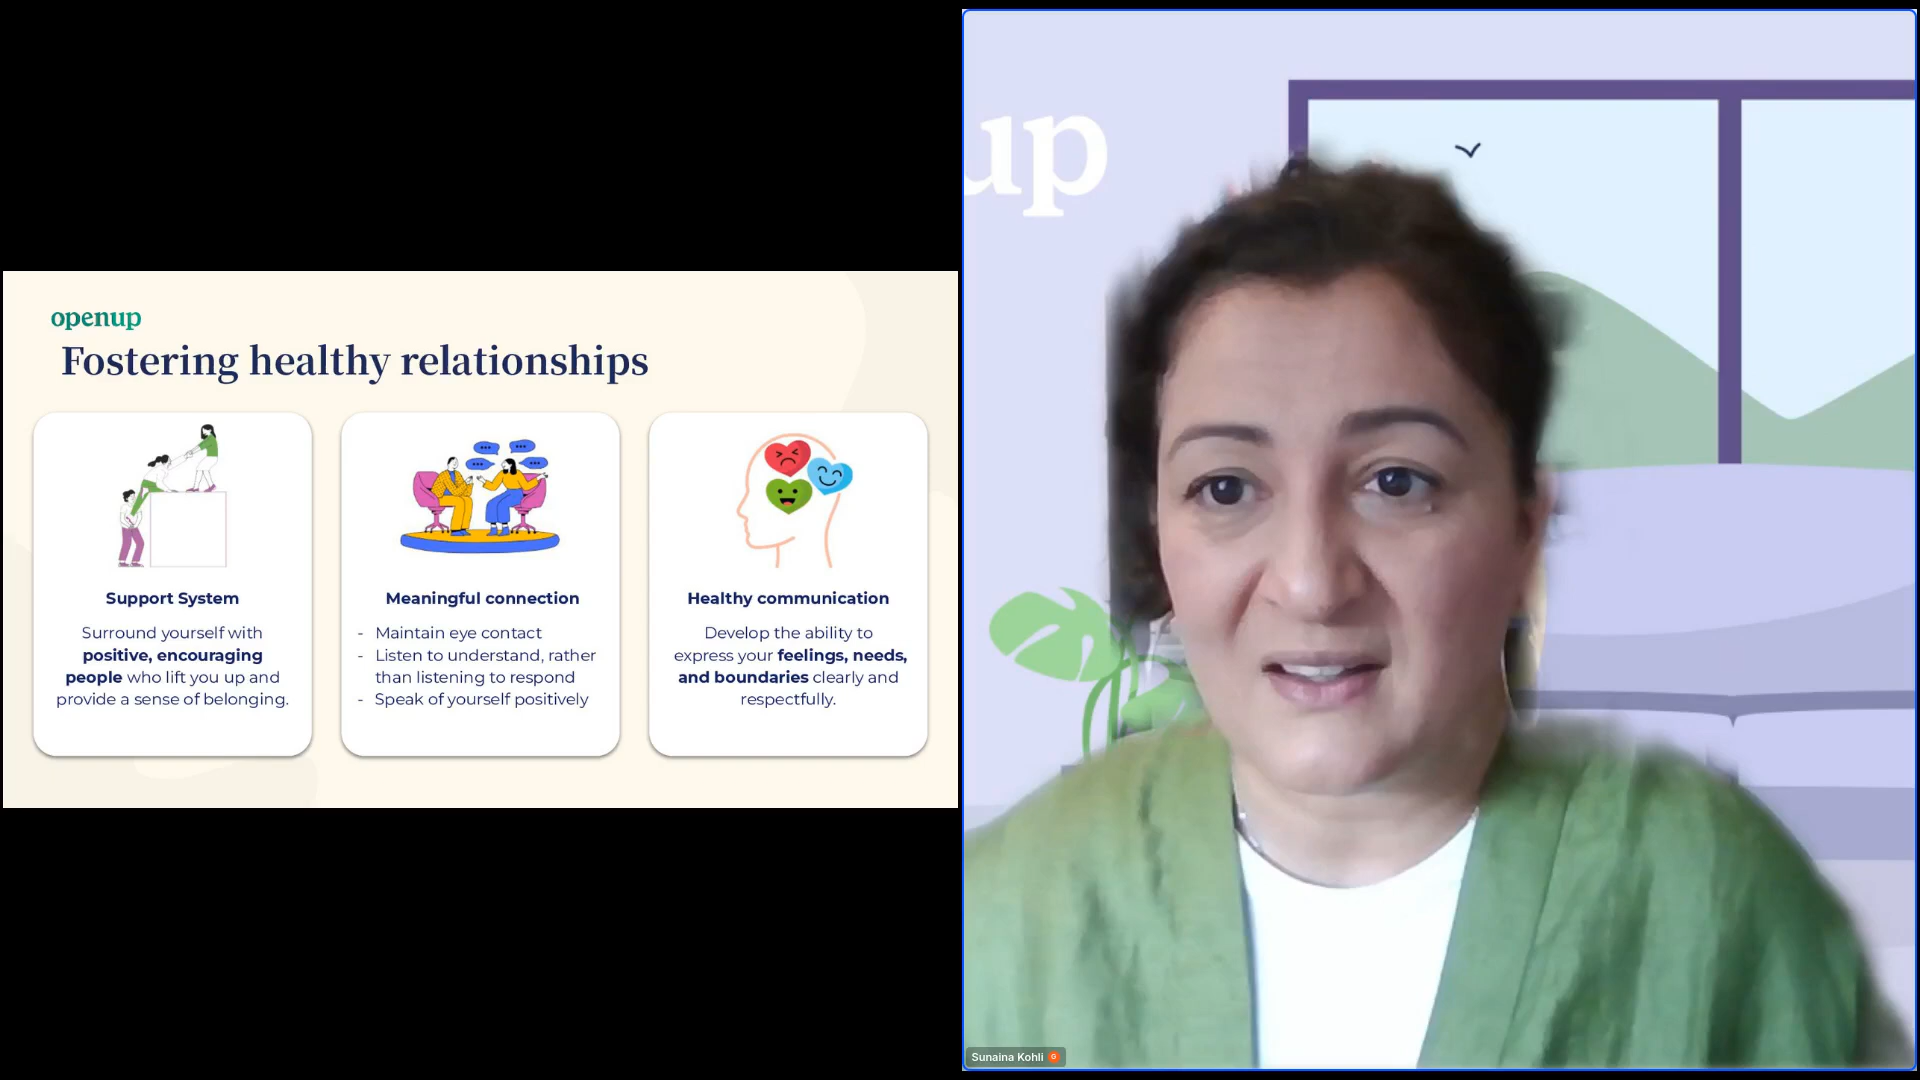 openup
Fostering healthy relationships
Support System
Surround yourself with
positive, encouraging
people who lift you up and
provide a sense of belonging.
Meaningful connection
- Maintain eye contact
- Listen to understand, rather
than listening to respond
- Speak of yourself positively
Healthy communication
Develop the ability to
express your feelings, needs,
and boundaries clearly and
respectfully.
up
Sunaina Kohli G